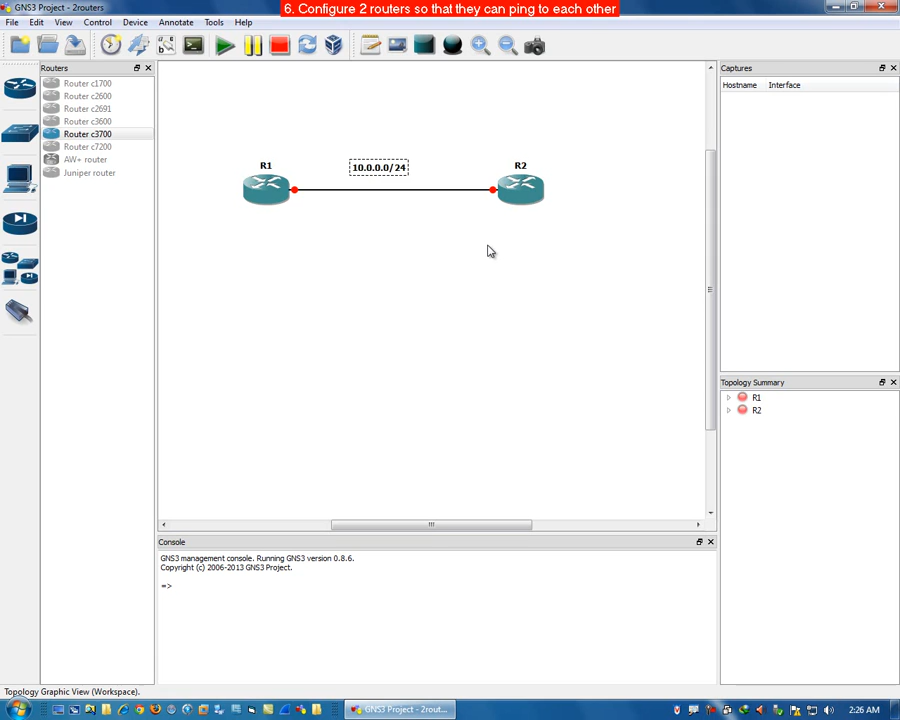 GNS3 Project - 2routers
6. Configure 2 routers so that they can ping to each other
File Edit View Control Device Annotate Tools Help
Routers
Router c1700
Router c2600
Router c2691
Router c3600
Router c3700
Router c7200
AW+ router
Juniper router
R1
10.0.0.0/24
R2
Captures
Hostname Interface
Topology Summary
R1
R2
Console
GNS3 management console. Running GNS3 version 0.8.6.
Copyright (c) 2006-2013 GNS3 Project.
=>
Topology Graphic View (Workspace).
GNS3 Project - 2rout...
2:26 AM